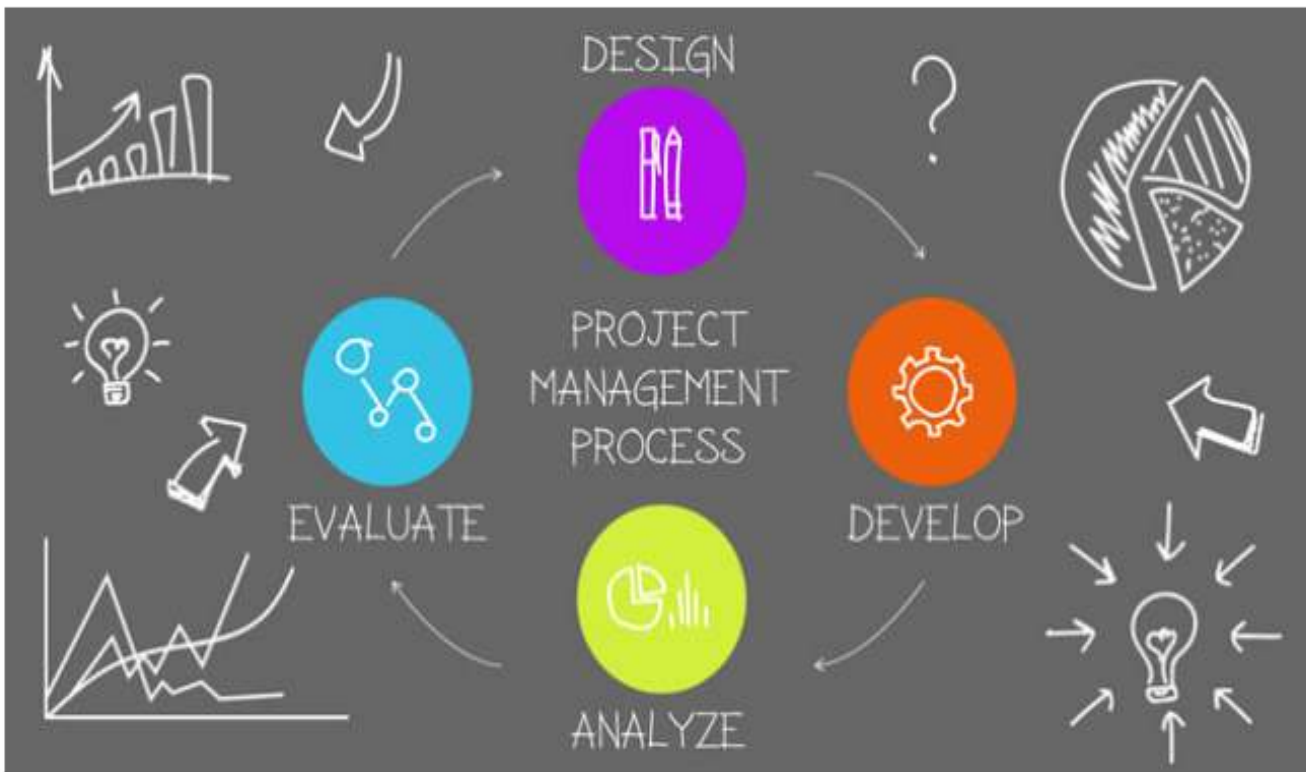 DESIGN
PROJECT
MANAGEMENT
PROCESS
EVALUATE
DEVELOP
ANALYZE
?